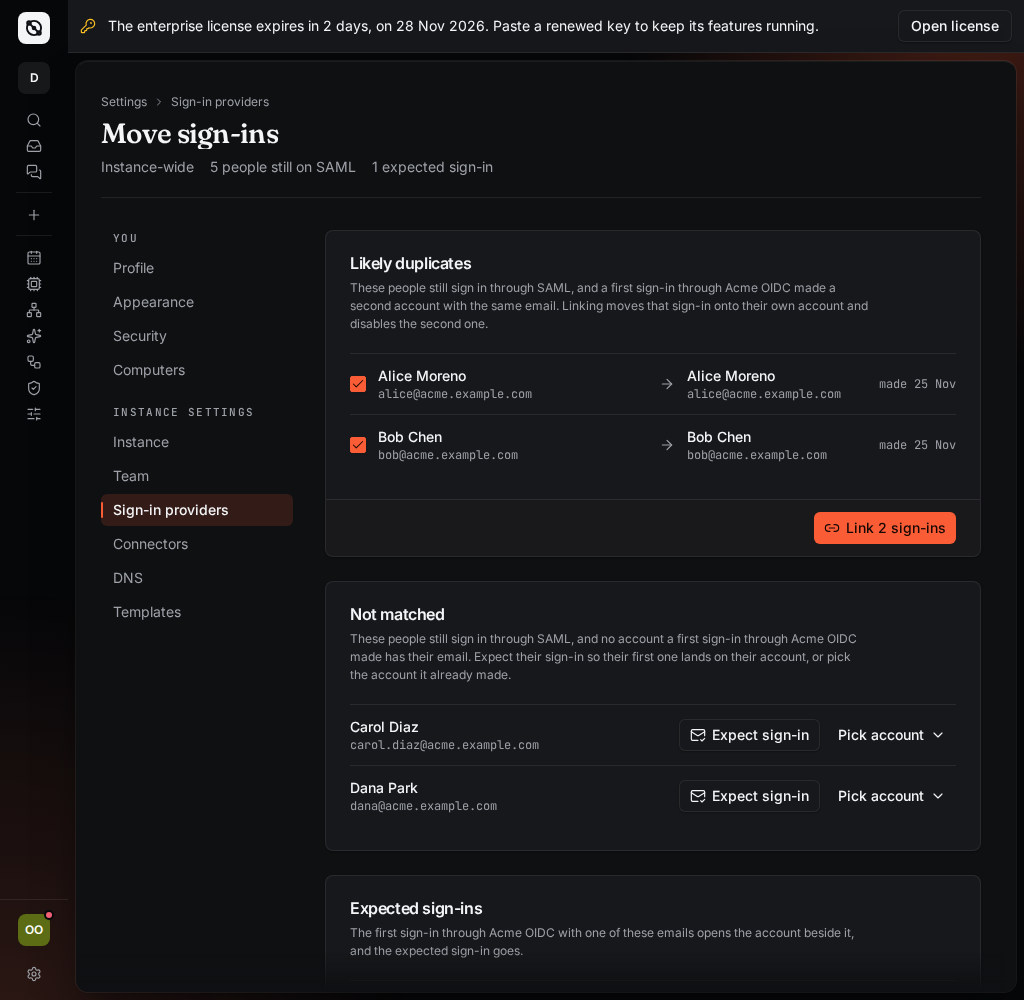 The enterprise license expires in 2 days, on 28 Nov 2026. Paste a renewed key to keep its features running.
Open license
D
Settings > Sign-in providers
Move sign-ins
Instance-wide 5 people still on SAML 1 expected sign-in
YOU
Profile
Appearance
Security
Computers
INSTANCE SETTINGS
Instance
Team
Sign-in providers
Connectors
DNS
Templates
Likely duplicates
These people still sign in through SAML, and a first sign-in through Acme OIDC made a
second account with the same email. Linking moves that sign-in onto their own account and
disables the second one.
Alice Moreno → Alice Moreno made 25 Nov
alice@acme.example.com alice@acme.example.com
Bob Chen → Bob Chen made 25 Nov
bob@acme.example.com bob@acme.example.com
Link 2 sign-ins
Not matched
These people still sign in through SAML, and no account a first sign-in through Acme OIDC
made has their email. Expect their sign-in so their first one lands on their account, or pick
the account it already made.
Carol Diaz Expect sign-in Pick account
carol.diaz@acme.example.com
Dana Park Expect sign-in Pick account
dana@acme.example.com
Expected sign-ins
The first sign-in through Acme OIDC with one of these emails opens the account beside it,
and the expected sign-in goes.
OO